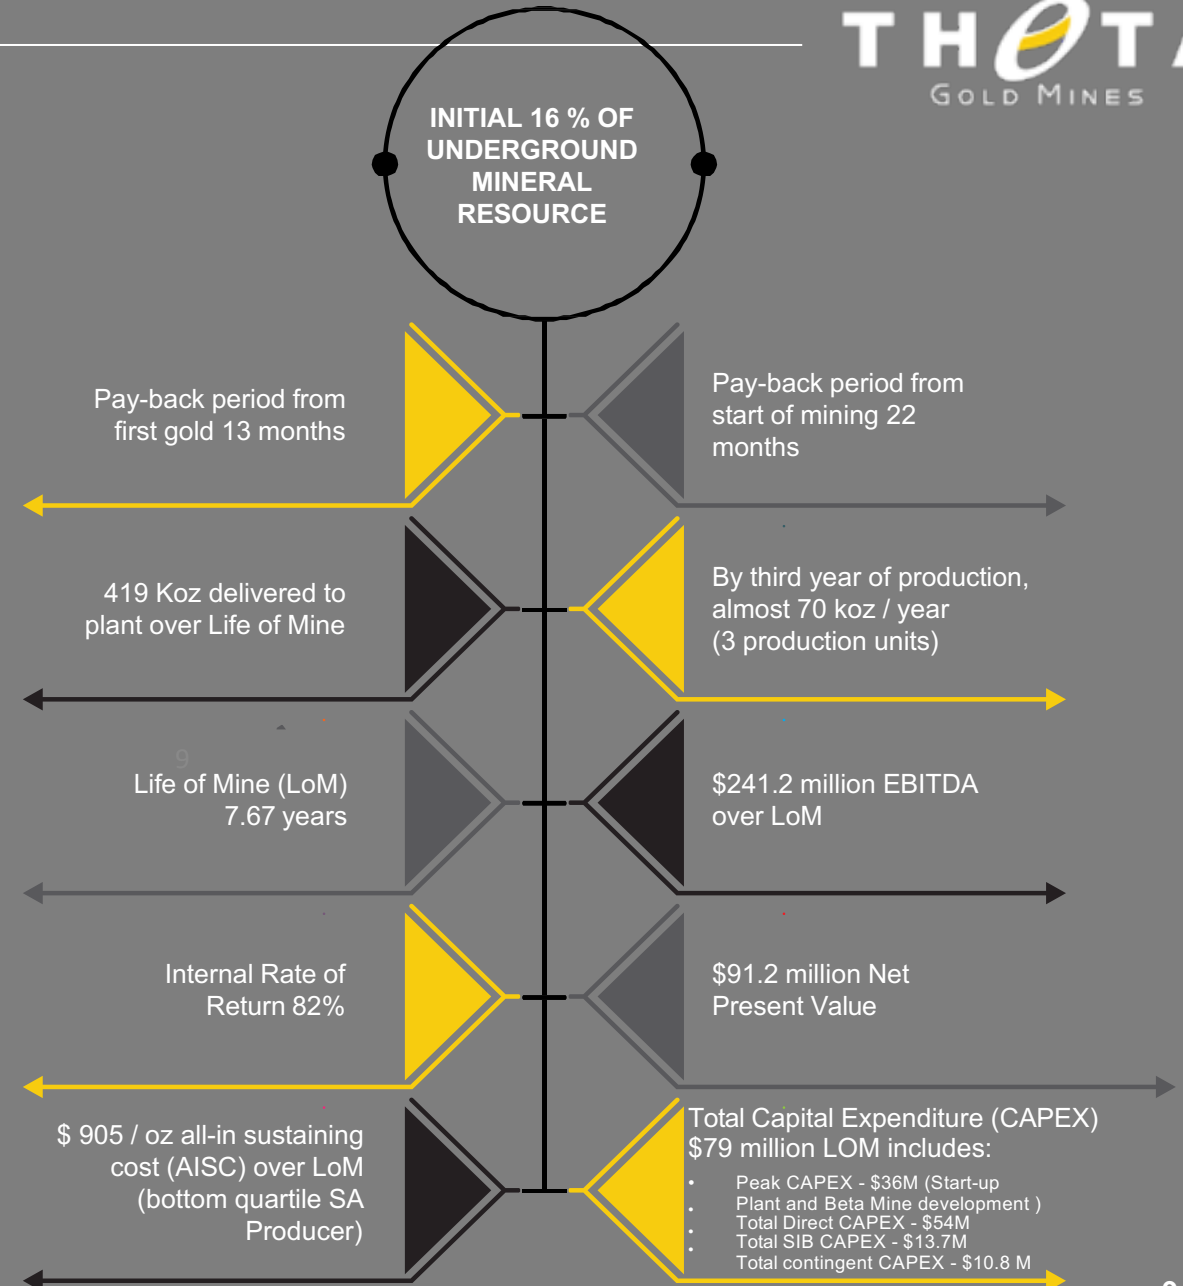 THETA
GOLD MINES
INITIAL 16 % OF
UNDERGROUND
MINERAL
RESOURCE
Pay-back period from
first gold 13 months
Pay-back period from
start of mining 22
months
419 Koz delivered to
plant over Life of Mine
By third year of production,
almost 70 koz / year
(3 production units)
9
Life of Mine (LoM)
7.67 years
$241.2 million EBITDA
over LoM
Internal Rate of
Return 82%
$91.2 million Net
Present Value
$ 905 / oz all-in sustaining
cost (AISC) over LoM
(bottom quartile SA
Producer)
Total Capital Expenditure (CAPEX)
$79 million LOM includes:
• Peak CAPEX - $36M (Start-up
• Plant and Beta Mine development )
• Total Direct CAPEX - $54M
• Total SIB CAPEX - $13.7M
Total contingent CAPEX - $10.8 M